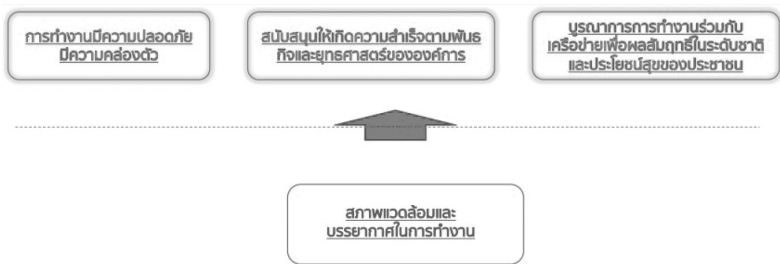 การทำงานมีความปลอดภัย
มีความคล่องตัว
สนับสนุนให้เกิดความสำเร็จตามพันธ
กิจและยุทธศาสตร์ขององค์การ
บูรณาการการทำงานร่วมกับ
เครือข่ายเพื่อผลสัมฤทธิ์ในระดับชาติ
และประโยชน์สุขของประชาชน
สภาพแวดล้อมและ
บรรยากาศในการทำงาน